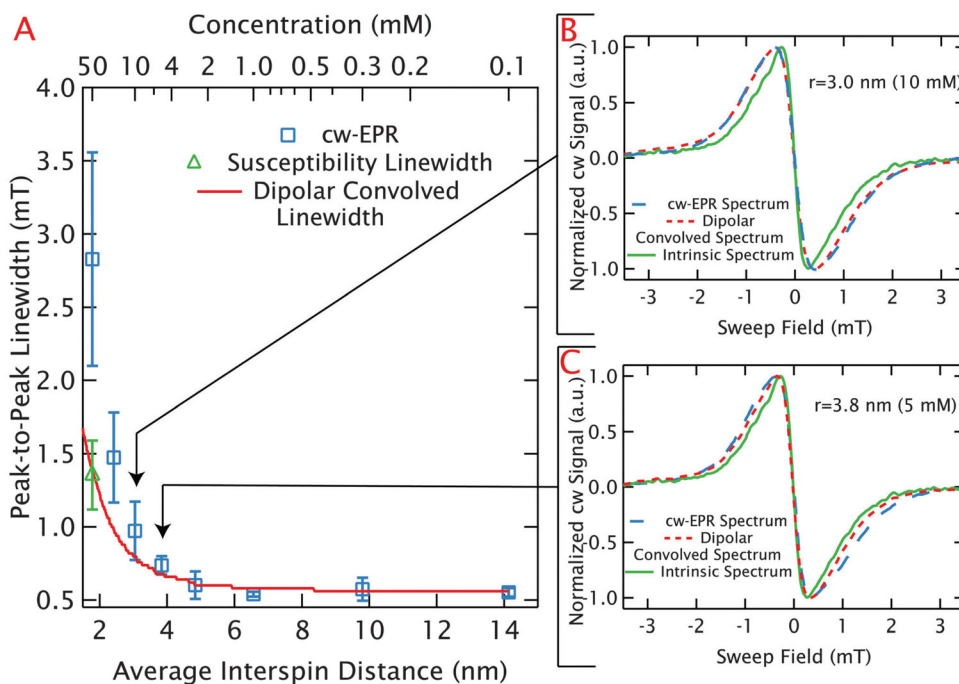 A
Concentration (mM)
50 10 4 2 1.0 0.5 0.3 0.2 0.1
4.0
3.5
3.0
2.5
2.0
1.5
1.0
0.5
Peak-to-Peak Linewidth (mT)
cw-EPR
Susceptibility Linewidth
Dipolar Convolved
Linewidth
2 4 6 8 10 12 14
Average Interspin Distance (nm)
B
Normalized cw Signal (a.u.)
1.0
0.5
0.0
0.5
1.0
r=3.0 nm (10 mM)
cw-EPR Spectrum
Dipolar
Convolved Spectrum
Intrinsic Spectrum
-3 -2 -1 0 1 2 3
Sweep Field (mT)
C
Normalized cw Signal (a.u.)
1.0
0.5
0.0
0.5
1.0
r=3.8 nm (5 mM)
cw-EPR Spectrum
Dipolar
Convolved Spectrum
Intrinsic Spectrum
-3 -2 -1 0 1 2 3
Sweep Field (mT)